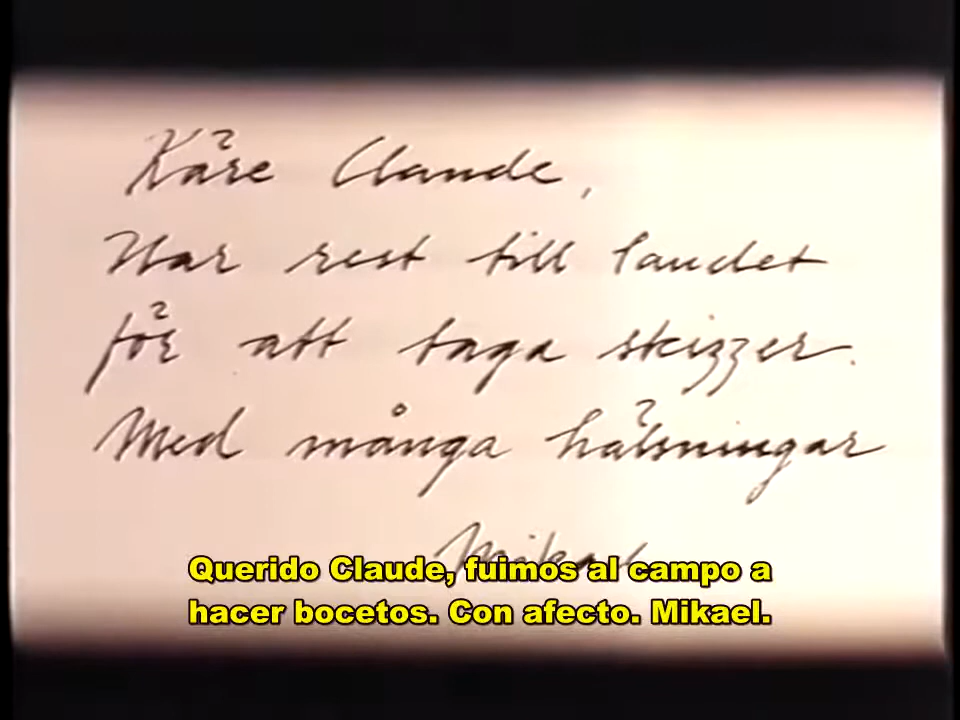 Käre Claude,
Har rest till landet
för att taga skizzer.
Med många hälsningar
Mikael
Querido Claude, fuimos al campo a
hacer bocetos. Con afecto. Mikael.